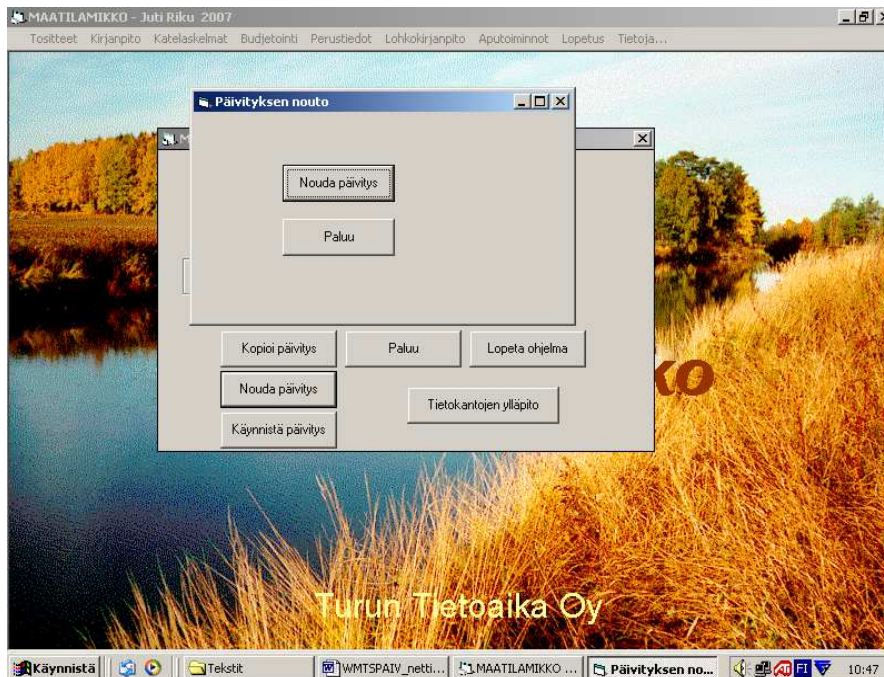 MAATILAMIKKO - Juti Riku 2007
Tositteet Kirjanpito Katelaskelmat Budjetointi Perustiedot Lohkokirjanpito Aputoiminnot Lopetus Tietoja...
Päivityksen nouto
M
Nouda päivitys
Paluu
Kopioi päivitys Paluu Lopeta ohjelma
ko
Nouda päivitys
Tietokantojen ylläpito
Käynnistä päivitys
Turun Tietoaika Oy
Käynnistä Tekstit WMTSPAIV_netti... MAATILAMIKKO ... Päivityksen no... FI 10:47